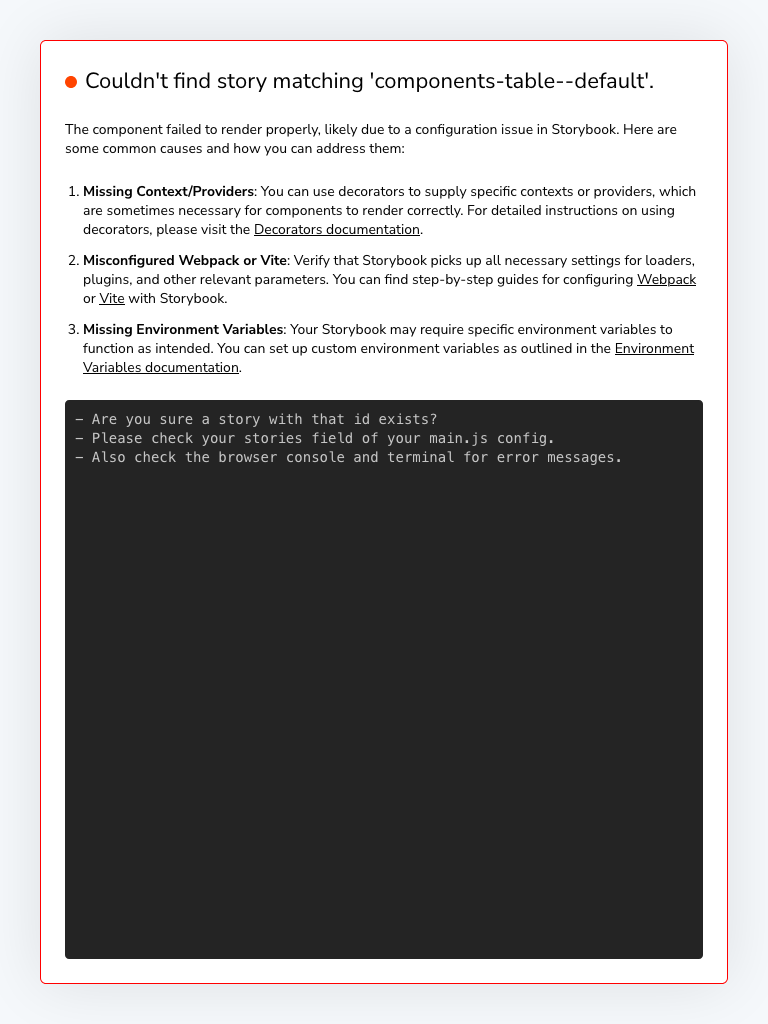 Couldn't find story matching 'components-table--default'.
The component failed to render properly, likely due to a configuration issue in Storybook. Here are
some common causes and how you can address them:
1. Missing Context/Providers: You can use decorators to supply specific contexts or providers, which
are sometimes necessary for components to render correctly. For detailed instructions on using
decorators, please visit the Decorators documentation.
2. Misconfigured Webpack or Vite: Verify that Storybook picks up all necessary settings for loaders,
plugins, and other relevant parameters. You can find step-by-step guides for configuring Webpack
or Vite with Storybook.
3. Missing Environment Variables: Your Storybook may require specific environment variables to
function as intended. You can set up custom environment variables as outlined in the Environment
Variables documentation.
– Are you sure a story with that id exists?
– Please check your stories field of your main.js config.
– Also check the browser console and terminal for error messages.